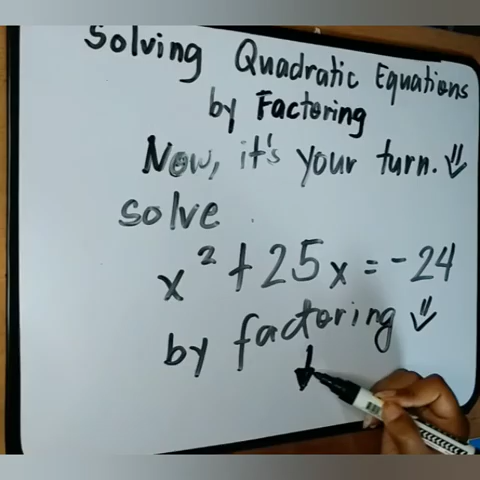 Solving Quadratic Equations
by Factoring
Now, it's your turn.
solve
x² + 25x = -24
by factoring